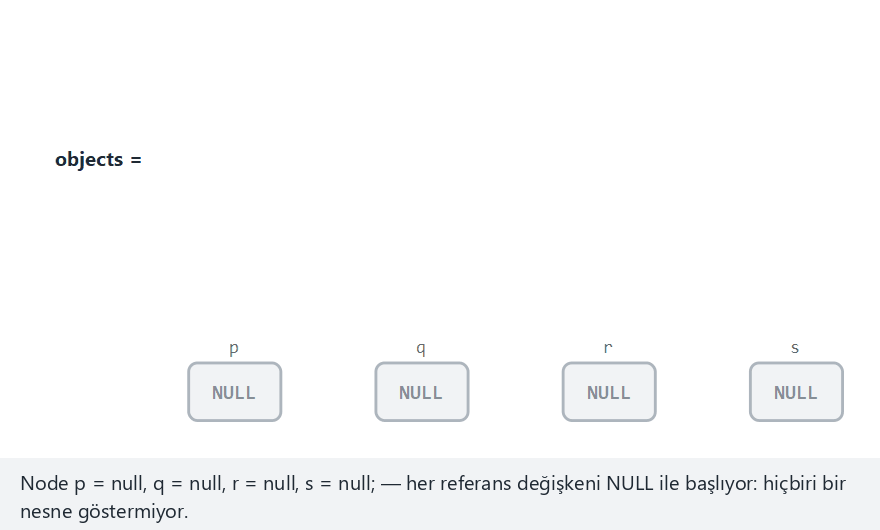 objects =
p q r s
NULL NULL NULL NULL
Node p = null, q = null, r = null, s = null; — her referans değişkeni NULL ile başlıyor: hiçbiri bir
nesne göstermiyor.